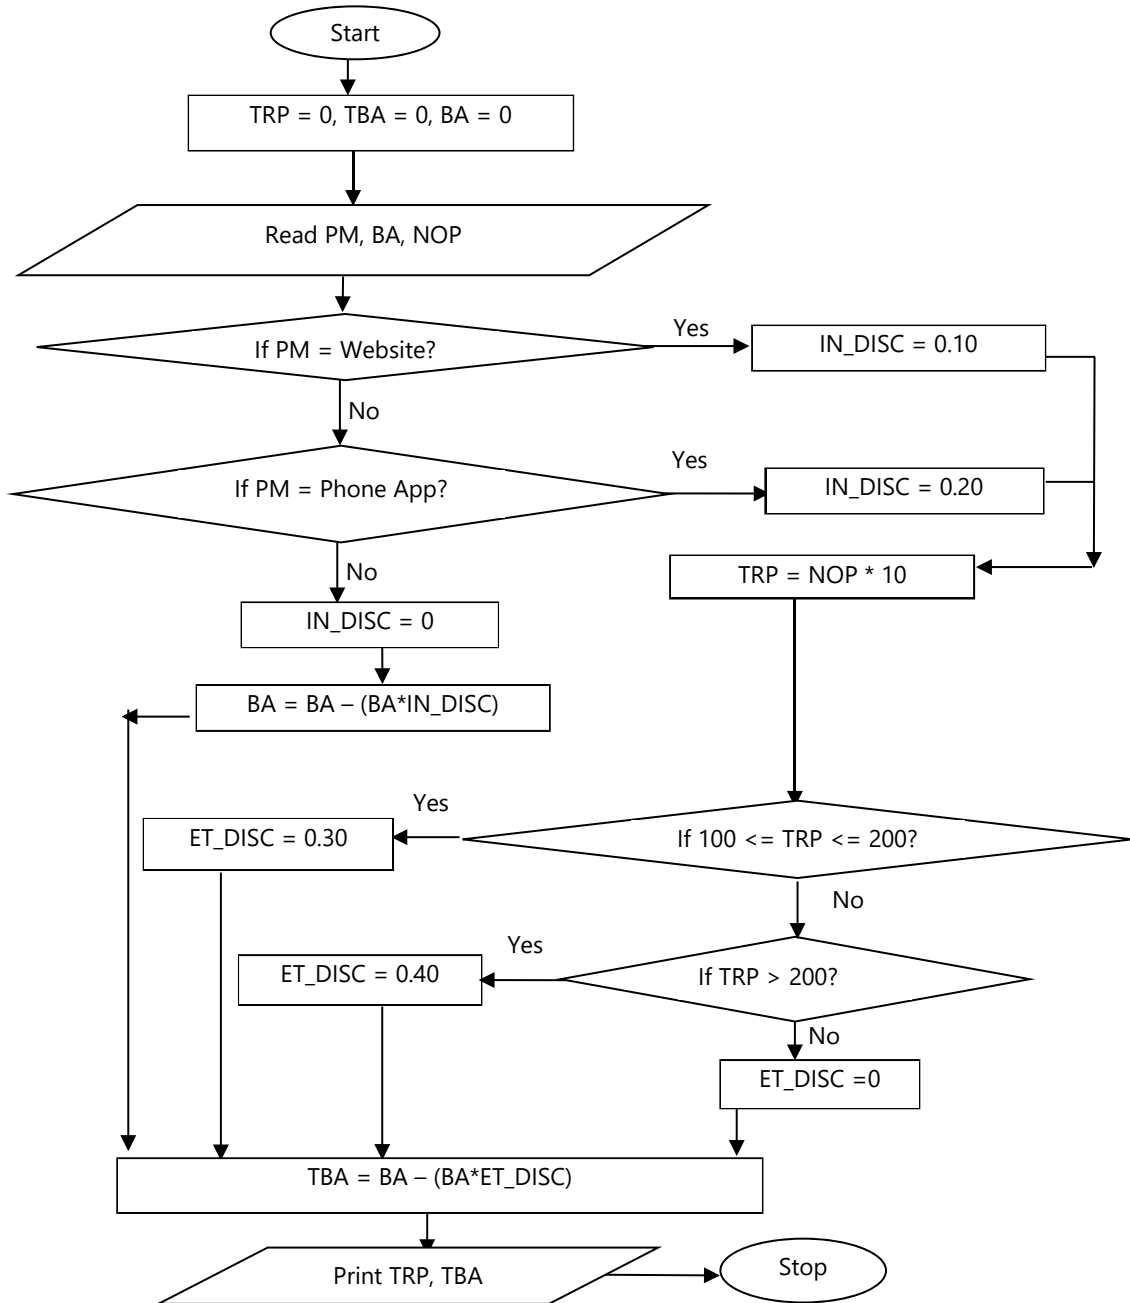 Start
TRP = 0, TBA = 0, BA = 0
Read PM, BA, NOP
If PM = Website?
Yes
IN_DISC = 0.10
No
If PM = Phone App?
Yes
IN_DISC = 0.20
No
TRP = NOP * 10
IN_DISC = 0
BA = BA – (BA*IN_DISC)
If 100 <= TRP <= 200?
Yes
ET_DISC = 0.30
No
If TRP > 200?
Yes
ET_DISC = 0.40
No
ET_DISC =0
TBA = BA – (BA*ET_DISC)
Print TRP, TBA
Stop